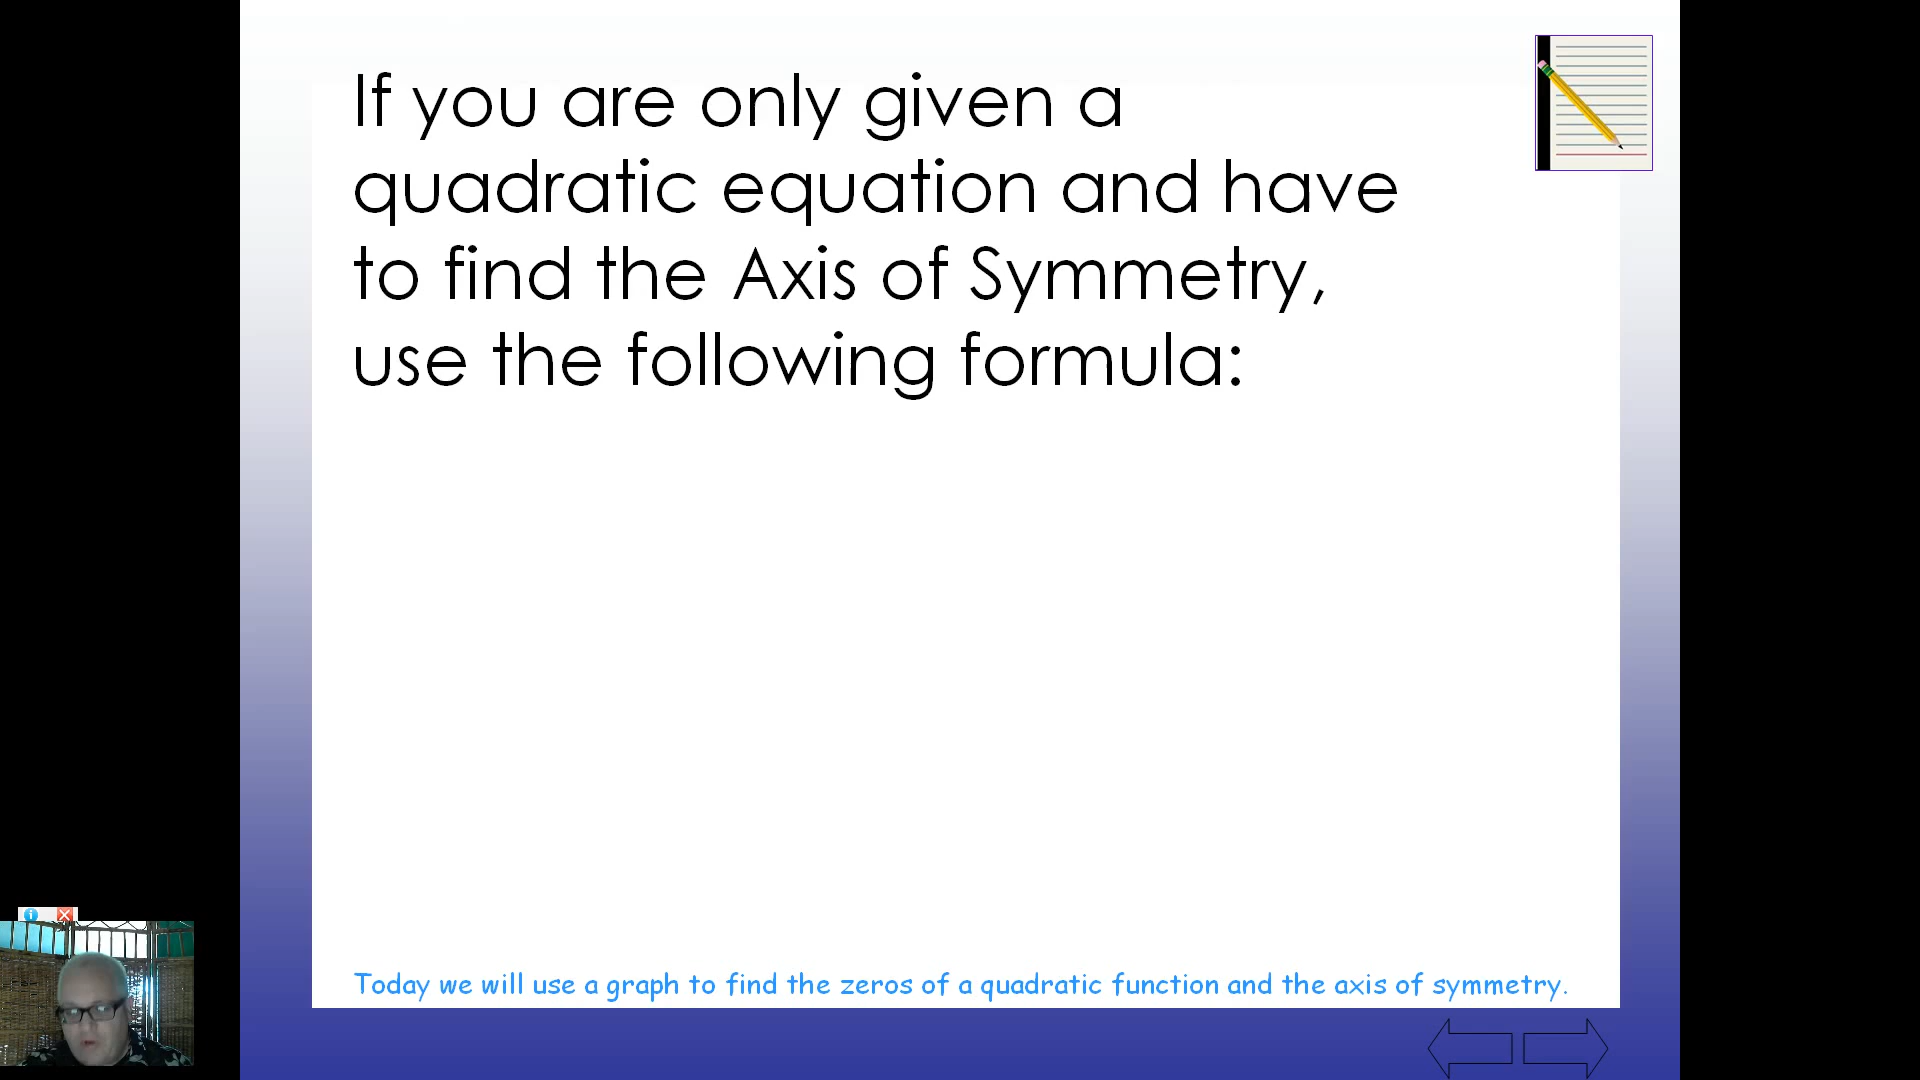 If you are only given a
quadratic equation and have
to find the Axis of Symmetry,
use the following formula:
Today we will use a graph to find the zeros of a quadratic function and the axis of symmetry.